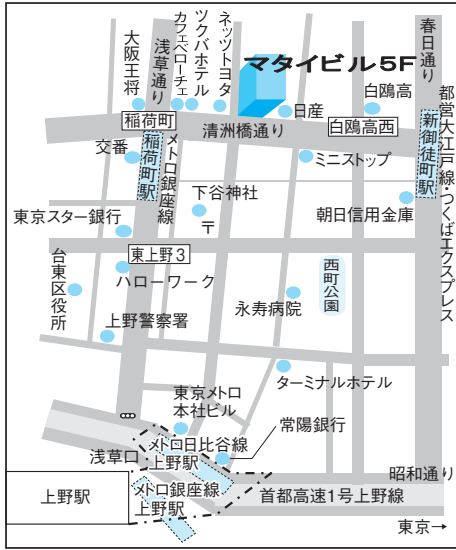 大阪王将
浅草通り
カフェベローチェ
ツクバホテル
ネッツトヨタ
マタイビル5F
春日通り
白鴎高
日産
稲荷町
清洲橋通り
白鴎高西
都営大江戸線・つくばエクスプレス
新御徒町駅
交番
稲荷町駅
メトロ銀座線
ミニストップ
下谷神社
〒
朝日信用金庫
東京スター銀行
東上野3
台東区役所
ハローワーク
永寿病院
西町公園
上野警察署
ターミナルホテル
東京メトロ
本社ビル
常陽銀行
浅草口
メトロ日比谷線
上野駅
昭和通り
上野駅
メトロ銀座線
上野駅
首都高速1号上野線
東京→